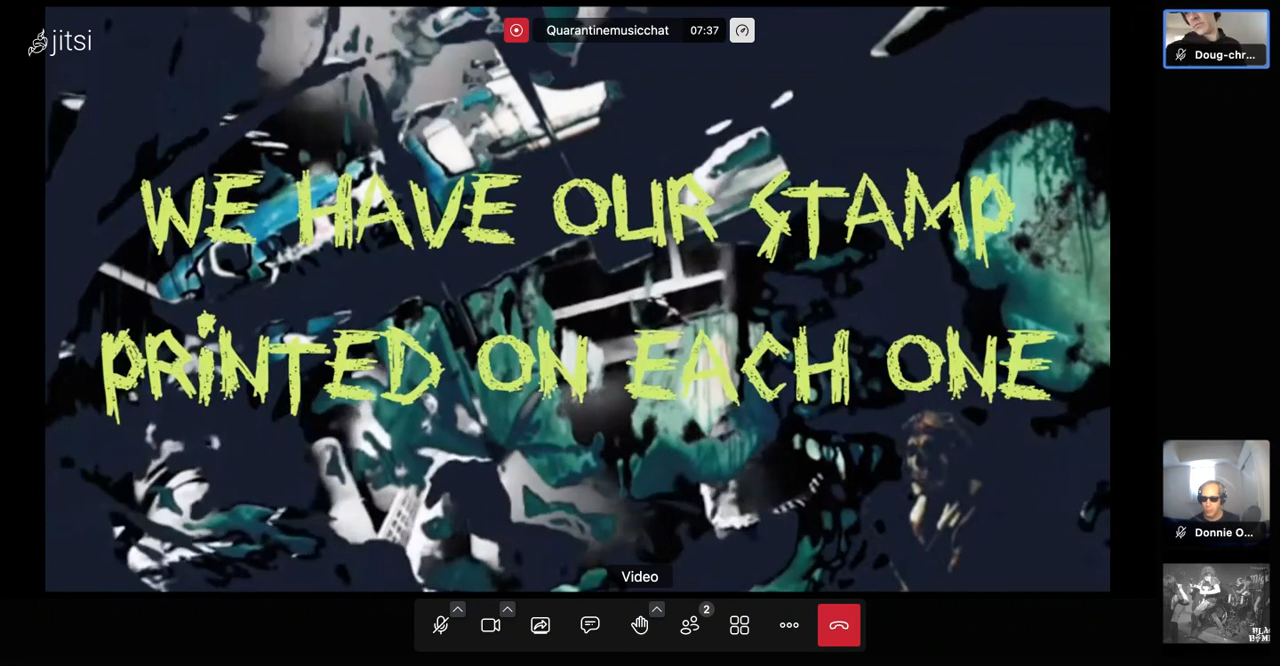 jitsi
Quarantinemusicchat 07:37
Doug-chr...
WE HAVE OUR STAMP
PRINTED ON EACH ONE
Donnie O...
Video
2